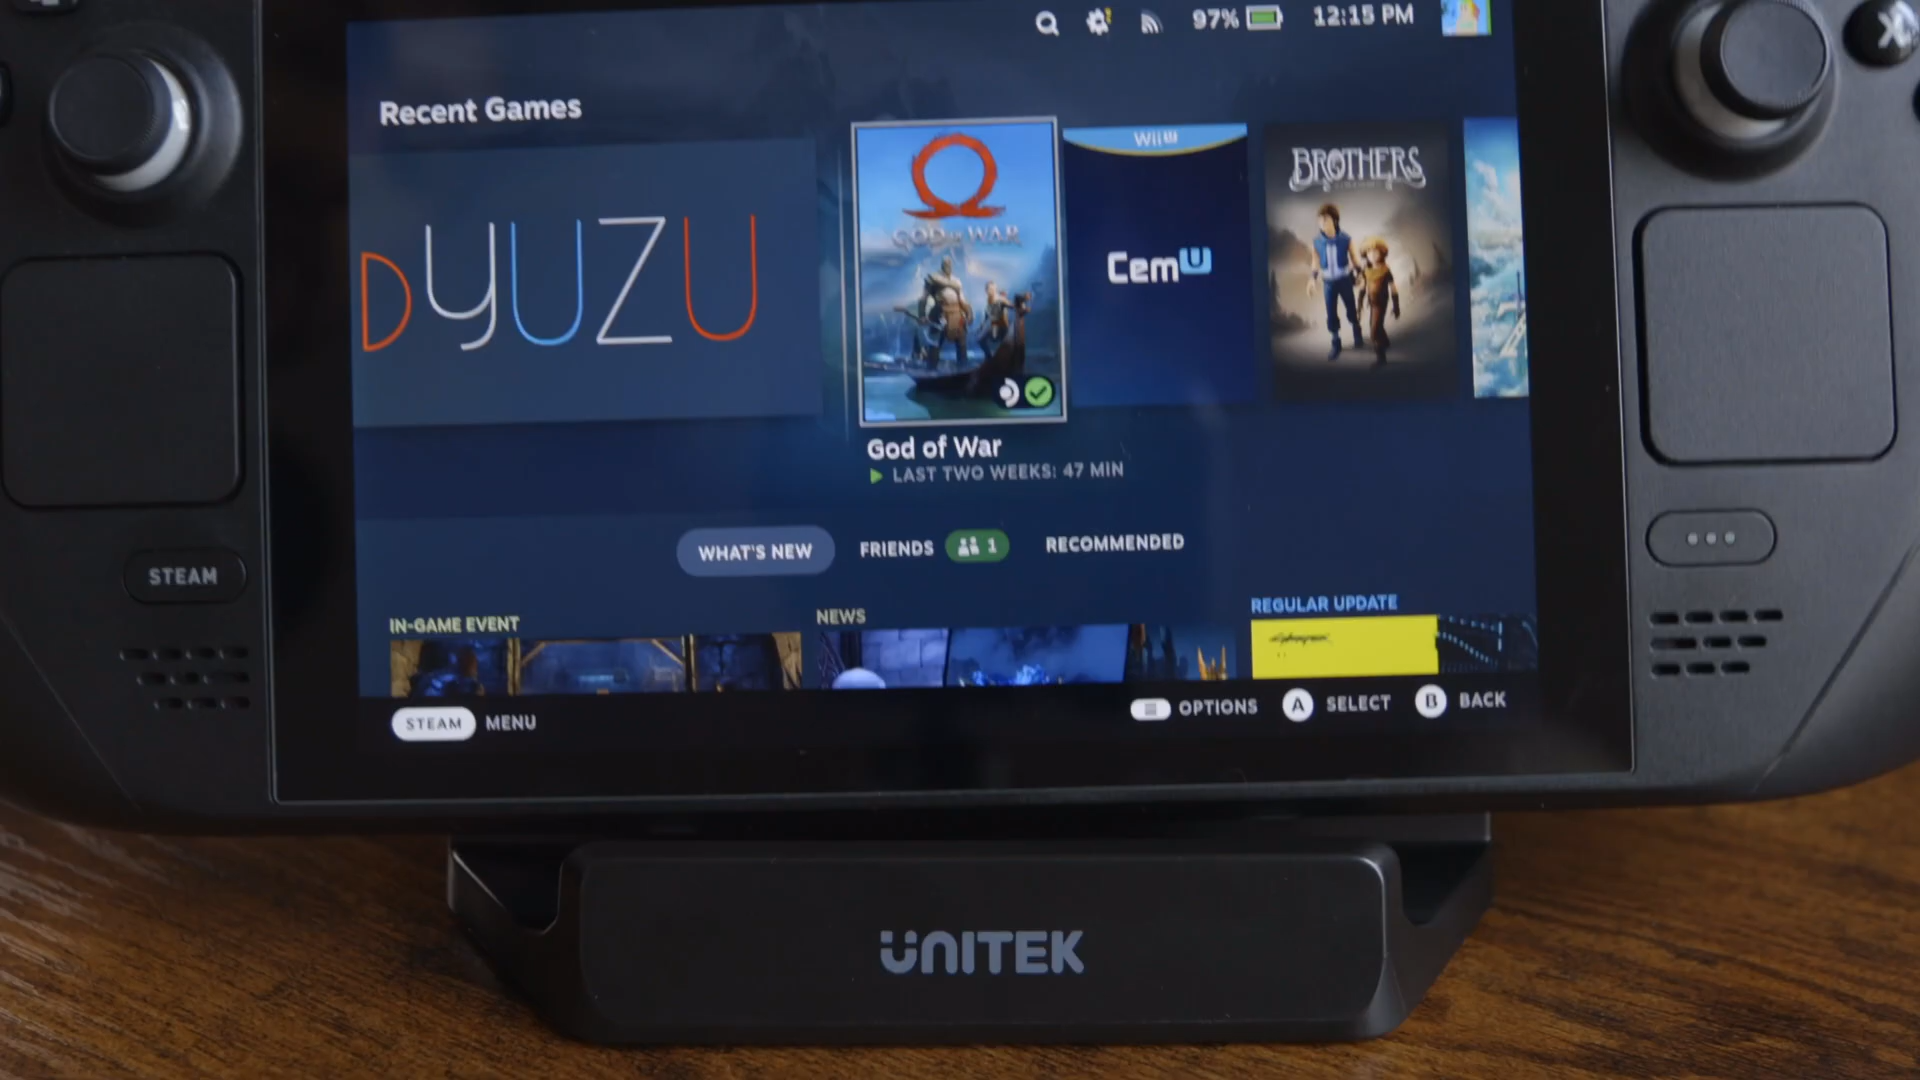 97% 12:15 PM
X
Recent Games
D YUZU
GOD OF WAR
Wii U
CemU
BROTHERS
God of War
LAST TWO WEEKS: 47 MIN
WHAT'S NEW FRIENDS 1 RECOMMENDED
STEAM
IN-GAME EVENT NEWS REGULAR UPDATE
STEAM MENU OPTIONS A SELECT B BACK
UNITEK